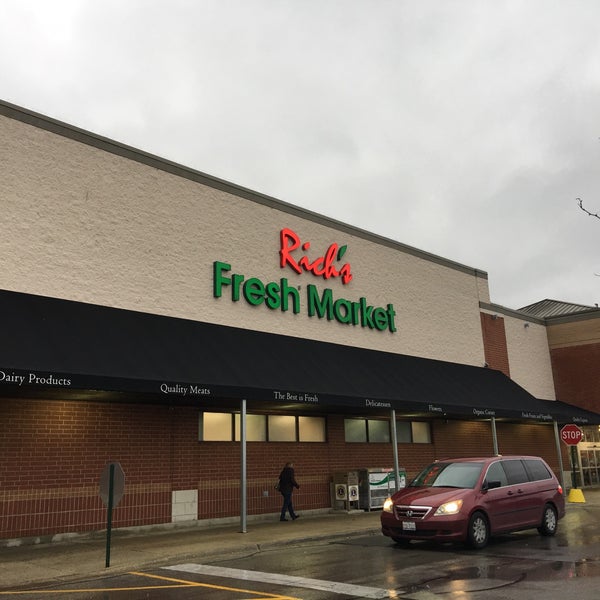 Rich's
Fresh Market
Dairy Products
Quality Meats
The Best is Fresh
Delicatessen
Flowers
Organic Corner
Fresh Fruits and Vegetables
STOP